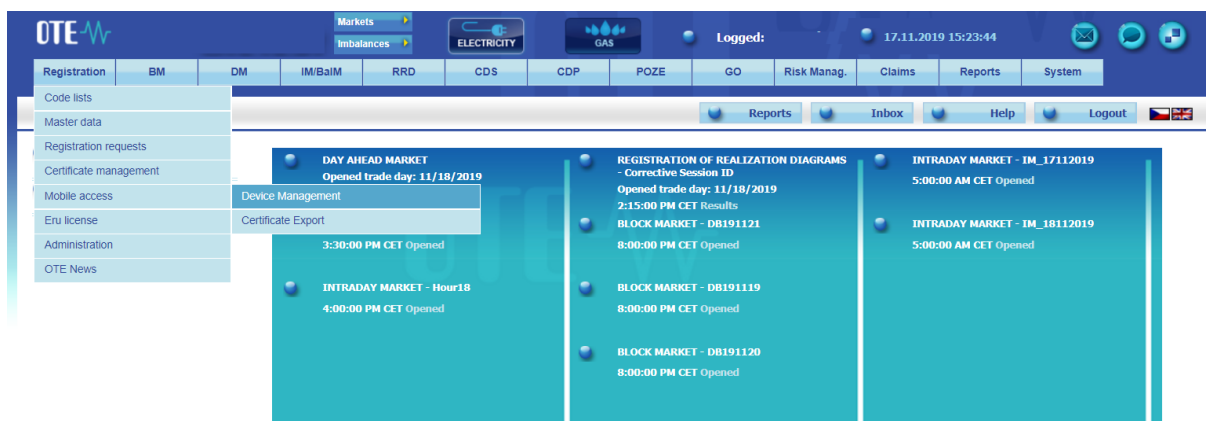 OTE
Markets
Imbalances
ELECTRICITY
GAS
Logged:
17.11.2019 15:23:44
Registration BM DM IM/BalM RRD CDS CDP POZE GO Risk Manag. Claims Reports System
Code lists
Master data
Registration requests
Certificate management
Mobile access
Eru license
Administration
OTE News
Device Management
Certificate Export
Reports Inbox Help Logout
DAY AHEAD MARKET
Opened trade day: 11/18/2019
3:30:00 PM CET Opened
INTRADAY MARKET - Hour18
4:00:00 PM CET Opened
REGISTRATION OF REALIZATION DIAGRAMS
- Corrective Session ID
Opened trade day: 11/18/2019
2:15:00 PM CET Results
BLOCK MARKET - DB191121
8:00:00 PM CET Opened
BLOCK MARKET - DB191119
8:00:00 PM CET Opened
BLOCK MARKET - DB191120
8:00:00 PM CET Opened
INTRADAY MARKET - IM_17112019
5:00:00 AM CET Opened
INTRADAY MARKET - IM_18112019
5:00:00 AM CET Opened
OTE